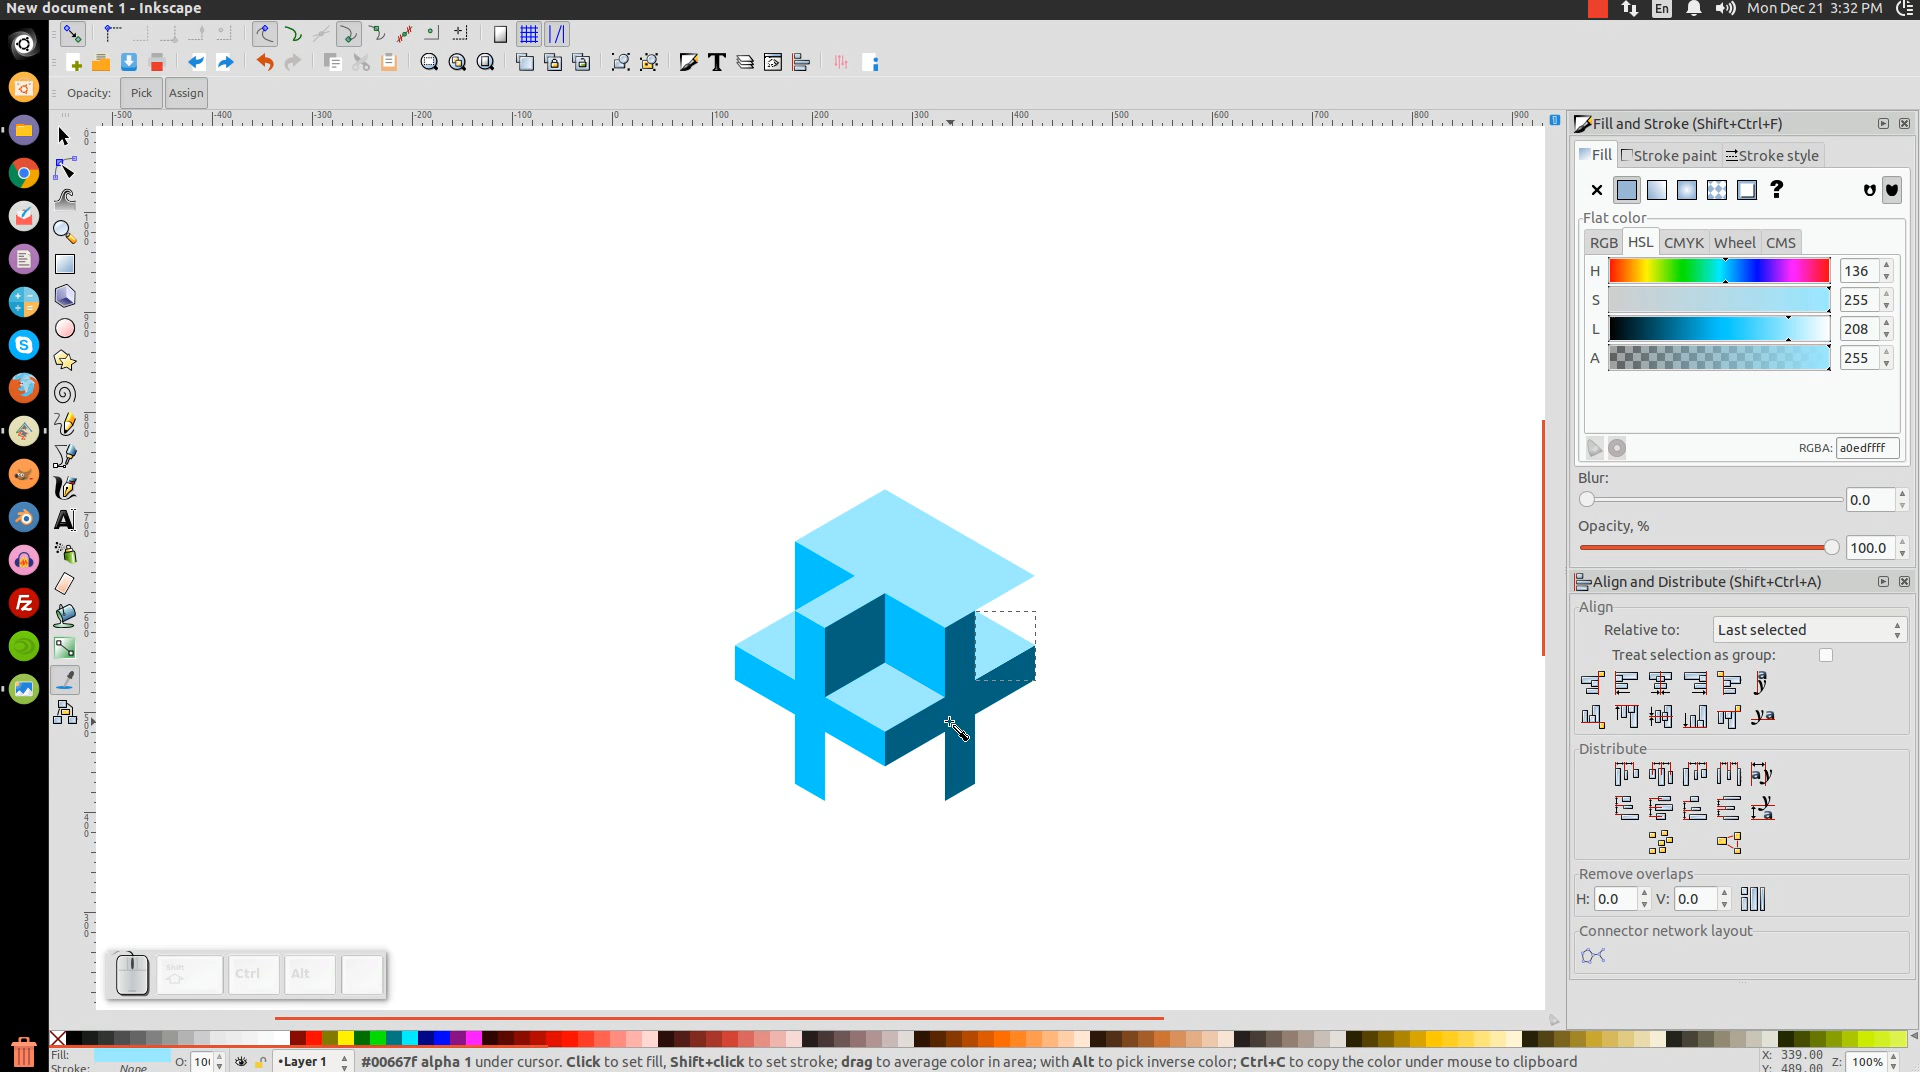 New document 1 - Inkscape
En
Mon Dec 21 3:32 PM
Opacity: Pick Assign
-500 -400 -300 -200 -100 0 100 200 300 400 500 600 700 800 900
Fill and Stroke (Shift+Ctrl+F)
Fill Stroke paint Stroke style
Flat color
RGB HSL CMYK Wheel CMS
H 136
S 255
L 208
A 255
RGBA: a0edffff
Blur:
0.0
Opacity, %
100.0
Align and Distribute (Shift+Ctrl+A)
Align
Relative to: Last selected
Treat selection as group:
Distribute
Remove overlaps
H: 0.0 V: 0.0
Connector network layout
Shift Ctrl Alt
Fill:
Stroke: None
O: 10
Layer 1
#00667f alpha 1 under cursor. Click to set fill, Shift+click to set stroke; drag to average color in area; with Alt to pick inverse color; Ctrl+C to copy the color under mouse to clipboard
X: 339.00
Y: 489.00
Z: 100%